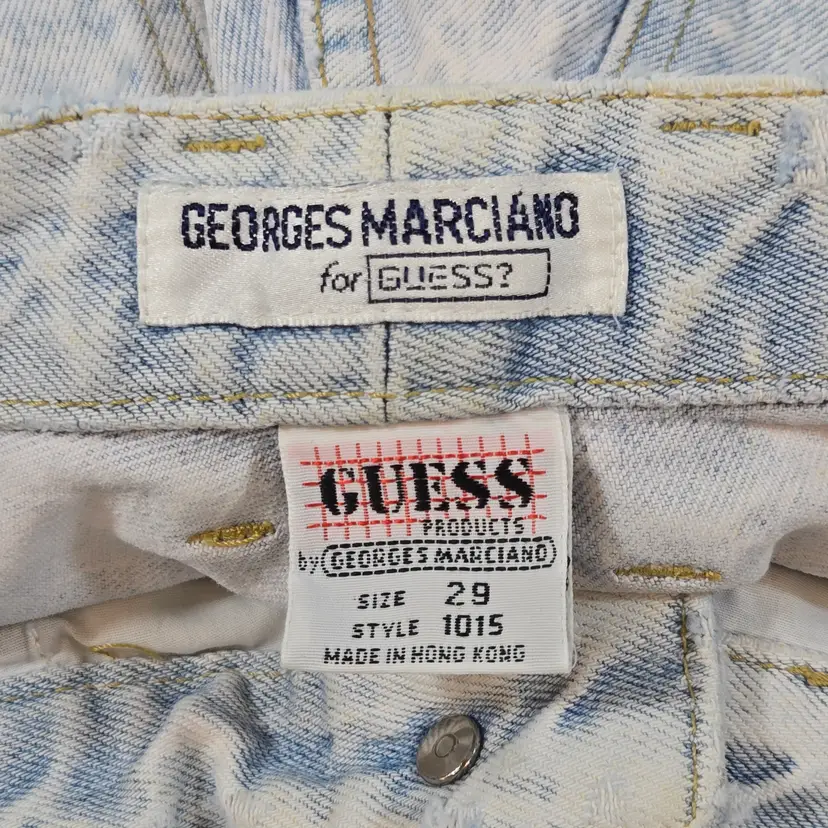 GEORGES MARCIANO
for GUESS?
GUESS
PRODUCTS
by GEORGES MARCIANO
SIZE 29
STYLE 1015
MADE IN HONG KONG